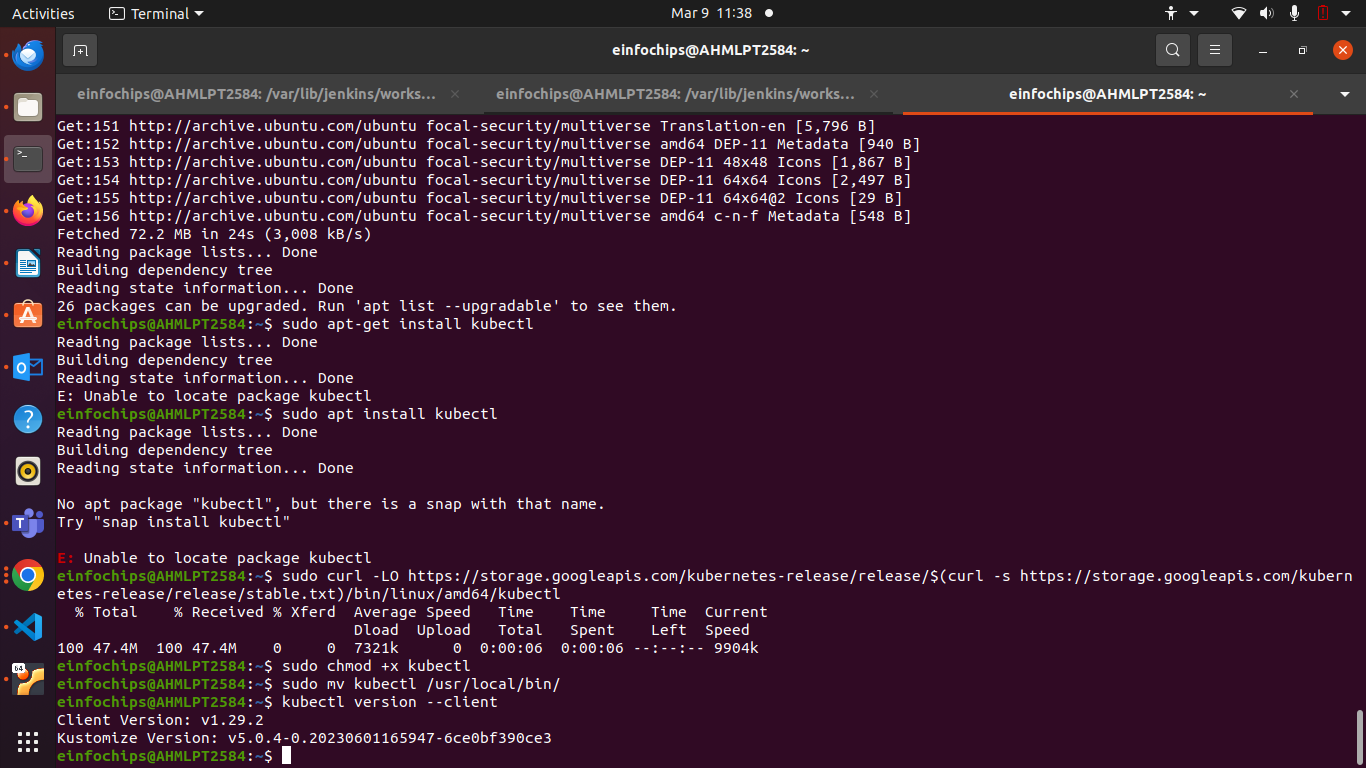 Activities
Terminal
Mar 9 11:38
einfochips@AHMLPT2584: ~
einfochips@AHMLPT2584: /var/lib/jenkins/works...
einfochips@AHMLPT2584: /var/lib/jenkins/works...
einfochips@AHMLPT2584: ~
Get:151 http://archive.ubuntu.com/ubuntu focal-security/multiverse Translation-en [5,796 B]
Get:152 http://archive.ubuntu.com/ubuntu focal-security/multiverse amd64 DEP-11 Metadata [940 B]
Get:153 http://archive.ubuntu.com/ubuntu focal-security/multiverse DEP-11 48x48 Icons [1,867 B]
Get:154 http://archive.ubuntu.com/ubuntu focal-security/multiverse DEP-11 64x64 Icons [2,497 B]
Get:155 http://archive.ubuntu.com/ubuntu focal-security/multiverse DEP-11 64x64@2 Icons [29 B]
Get:156 http://archive.ubuntu.com/ubuntu focal-security/multiverse amd64 c-n-f Metadata [548 B]
Fetched 72.2 MB in 24s (3,008 kB/s)
Reading package lists... Done
Building dependency tree
Reading state information... Done
26 packages can be upgraded. Run 'apt list --upgradable' to see them.
einfochips@AHMLPT2584:~$ sudo apt-get install kubectl
Reading package lists... Done
Building dependency tree
Reading state information... Done
E: Unable to locate package kubectl
einfochips@AHMLPT2584:~$ sudo apt install kubectl
Reading package lists... Done
Building dependency tree
Reading state information... Done
No apt package "kubectl", but there is a snap with that name.
Try "snap install kubectl"
E: Unable to locate package kubectl
einfochips@AHMLPT2584:~$ sudo curl -LO https://storage.googleapis.com/kubernetes-release/release/$(curl -s https://storage.googleapis.com/kubern
etes-release/release/stable.txt)/bin/linux/amd64/kubectl
% Total % Received % Xferd Average Speed Time Time Time Current
Dload Upload Total Spent Left Speed
100 47.4M 100 47.4M 0 0 7321k 0 0:00:06 0:00:06 --:--:-- 9904k
einfochips@AHMLPT2584:~$ sudo chmod +x kubectl
einfochips@AHMLPT2584:~$ sudo mv kubectl /usr/local/bin/
einfochips@AHMLPT2584:~$ kubectl version --client
Client Version: v1.29.2
Kustomize Version: v5.0.4-0.20230601165947-6ce0bf390ce3
einfochips@AHMLPT2584:~$